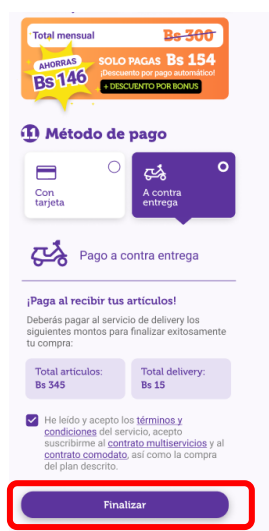 Total mensual
Bs 300
AHORRAS
Bs 146
SOLO PAGAS Bs 154
¡Descuento por pago automático!
+ DESCUENTO POR BONUS
11 Método de pago
Con
tarjeta
A contra
entrega
Pago a contra entrega
¡Paga al recibir tus artículos!
Deberás pagar al servicio de delivery los
siguientes montos para finalizar exitosamente
tu compra:
Total artículos:
Bs 345
Total delivery:
Bs 15
He leído y acepto los términos y
condiciones del servicio, acepto
suscribirme al contrato multiservicios y al
contrato comodato, así como la compra
del plan descrito.
Finalizar